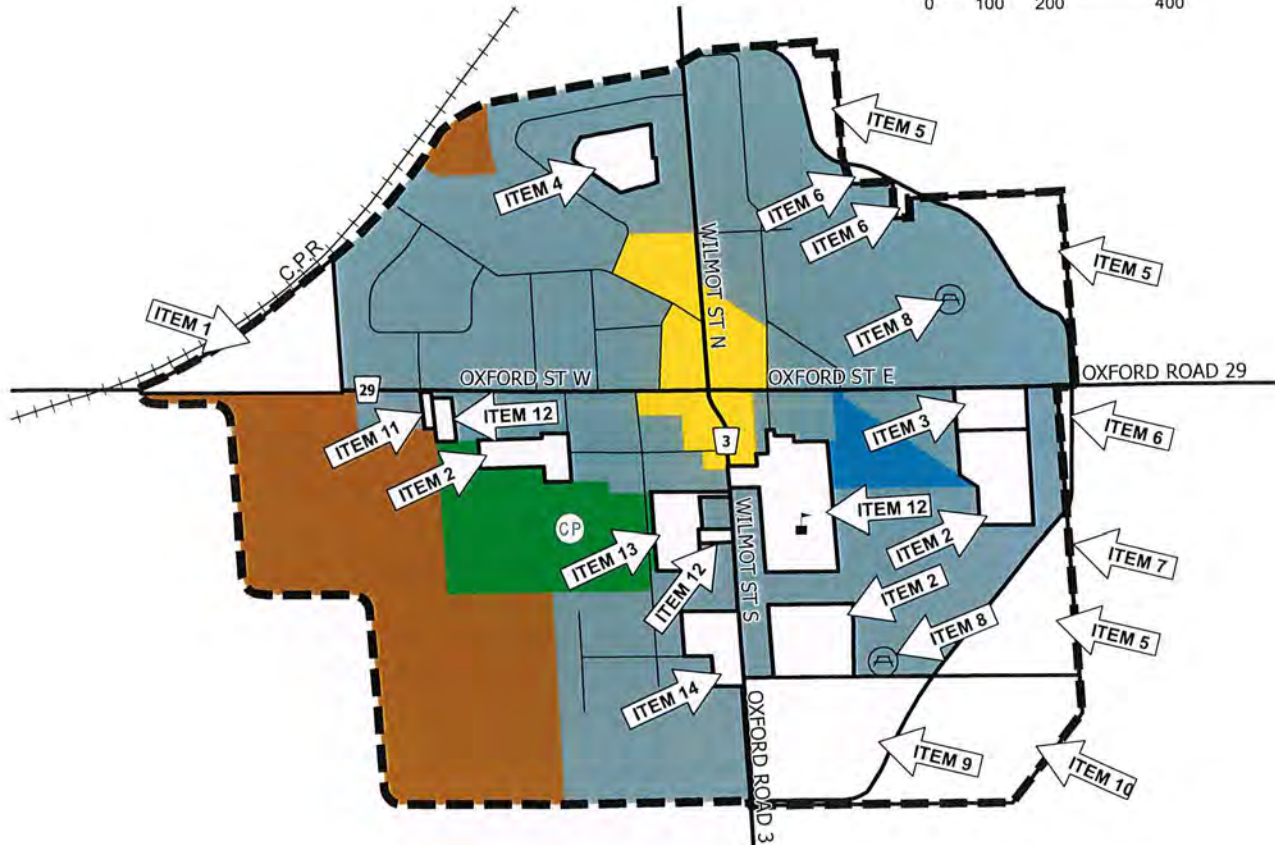 0 100 200 400
ITEM 5
C.P.R
ITEM 4
ITEM 6
ITEM 6
WILMOT ST N
ITEM 5
ITEM 1
ITEM 8
29
OXFORD ST W
OXFORD ST E
OXFORD ROAD 29
ITEM 11
ITEM 12
3
ITEM 3
ITEM 6
ITEM 2
CP
ITEM 12
WILMOT ST S
ITEM 13
ITEM 12
ITEM 2
ITEM 7
ITEM 2
ITEM 8
ITEM 5
ITEM 14
OXFORD ROAD 3
ITEM 9
ITEM 10